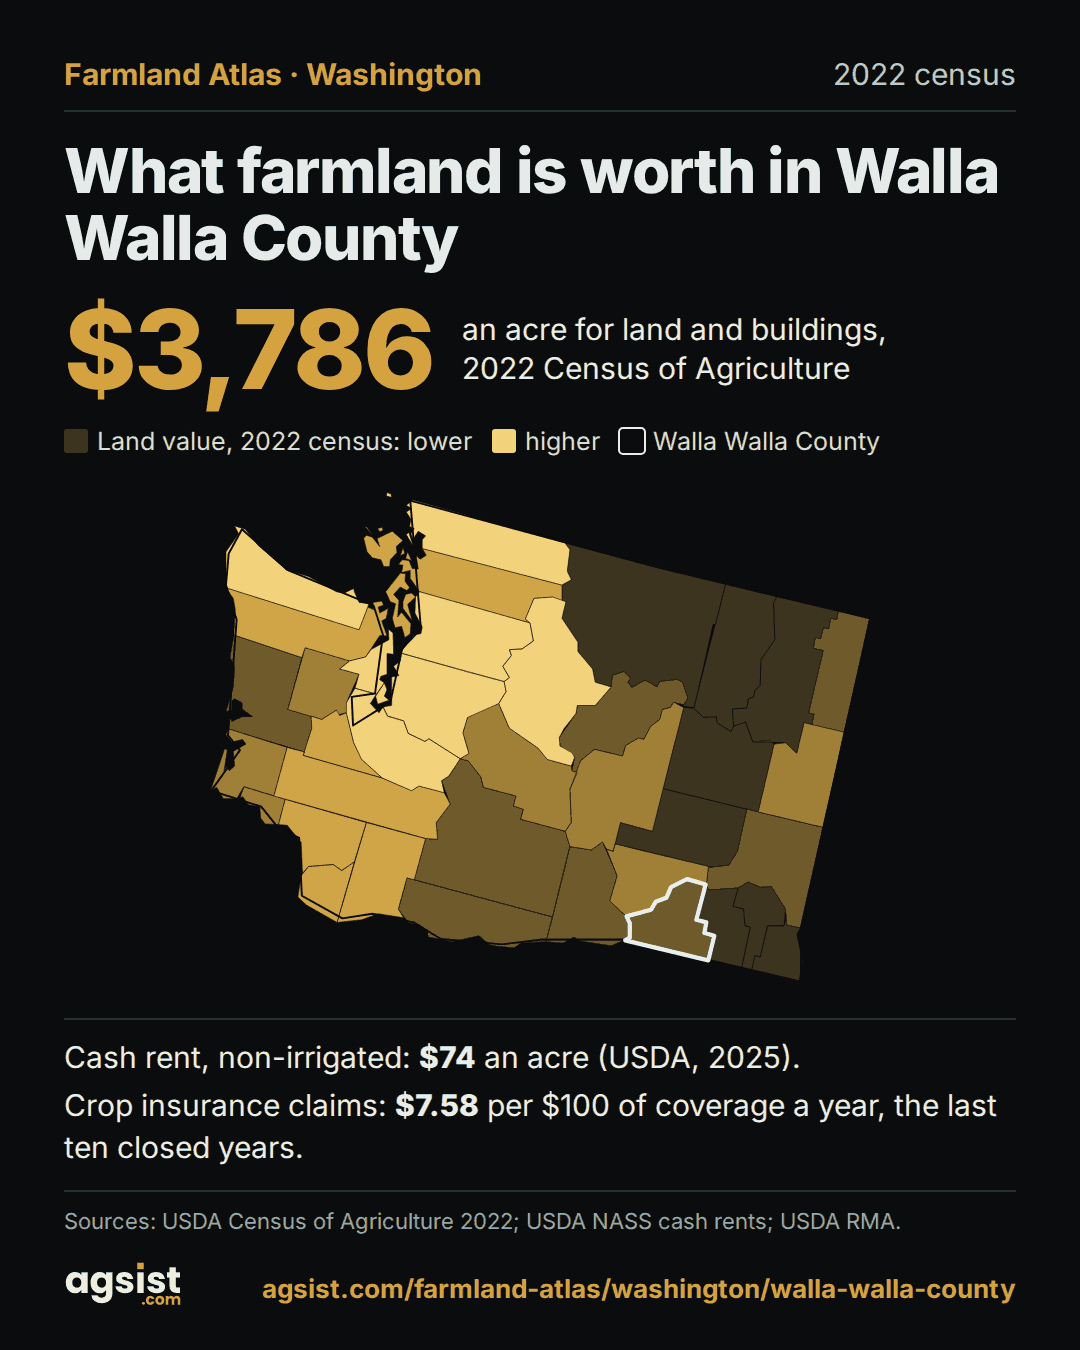 Farmland Atlas · Washington
2022 census
What farmland is worth in Walla
Walla County
$3,786
an acre for land and buildings,
2022 Census of Agriculture
Land value, 2022 census: lower
higher
Walla Walla County
Cash rent, non-irrigated: $74 an acre (USDA, 2025).
Crop insurance claims: $7.58 per $100 of coverage a year, the last
ten closed years.
Sources: USDA Census of Agriculture 2022; USDA NASS cash rents; USDA RMA.
agsist
.com
agsist.com/farmland-atlas/washington/walla-walla-county